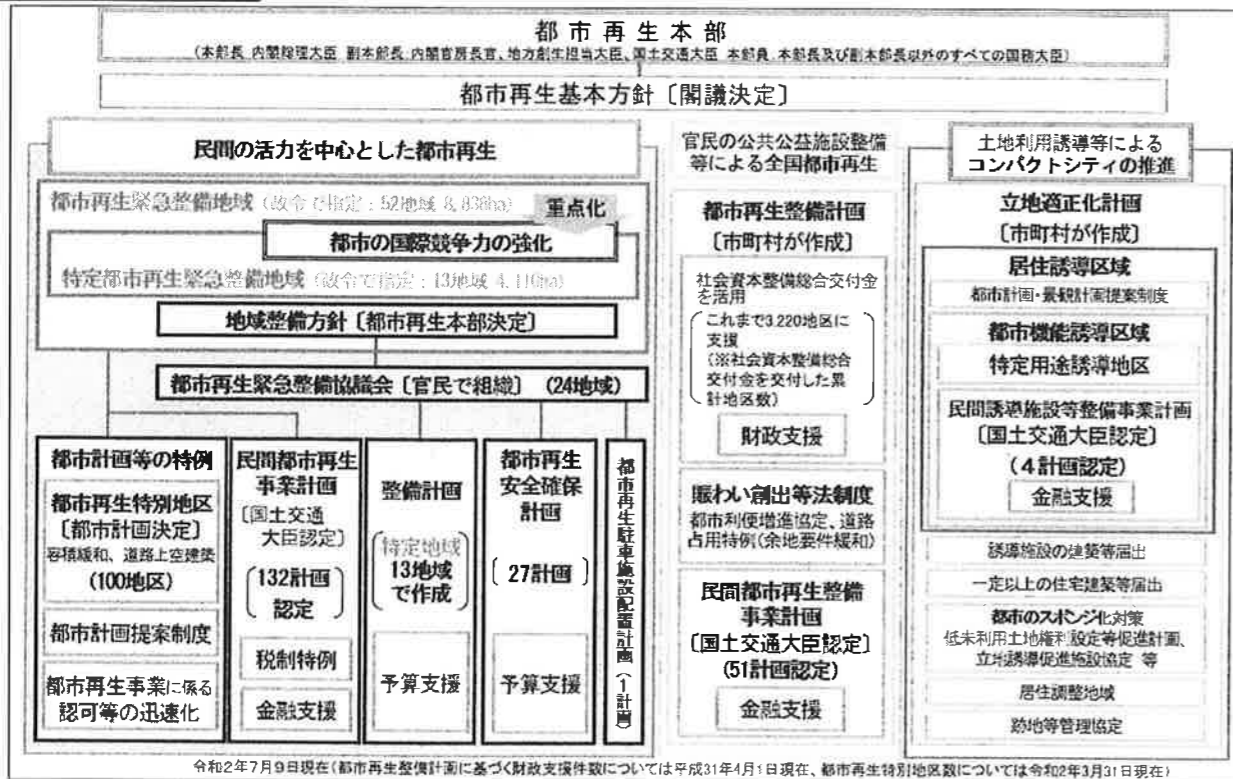 都市再生本部
(本部長 内閣総理大臣 副本部長 内閣官房長官、地方創生担当大臣、国土交通大臣 本部員 本部長及び副本部長以外のすべての国務大臣)
都市再生基本方針〔閣議決定〕
民間の活力を中心とした都市再生
都市再生緊急整備地域(政令で指定：52地域 8,838ha)
重点化
都市の国際競争力の強化
特定都市再生緊急整備地域(政令で指定：13地域 4,110ha)
地域整備方針〔都市再生本部決定〕
都市再生緊急整備協議会〔官民で組織〕 (24地域)
都市計画等の特例
都市再生特別地区
〔都市計画決定〕
容積緩和、道路上空建築
(100地区)
都市計画提案制度
都市再生事業に係る
認可等の迅速化
民間都市再生
事業計画
〔国土交通
大臣認定〕
132計画
認定
税制特例
金融支援
整備計画
特定地域
13地域
で作成
予算支援
都市再生
安全確保
計画
〔 27計画 〕
予算支援
都市再生駐車施設配置計画(1計画)
官民の公共公益施設整備
等による全国都市再生
都市再生整備計画
〔市町村が作成〕
社会資本整備総合交付金
を活用
これまで3,220地区に
支援
(※社会資本整備総合
交付金を交付した累
計地区数)
財政支援
賑わい創出等法制度
都市利便増進協定、道路
占用特例(余地要件緩和)
民間都市再生整備
事業計画
〔国土交通大臣認定〕
(51計画認定)
金融支援
土地利用誘導等による
コンパクトシティの推進
立地適正化計画
〔市町村が作成〕
居住誘導区域
都市計画・景観計画提案制度
都市機能誘導区域
特定用途誘導地区
民間誘導施設等整備事業計画
〔国土交通大臣認定〕
(4計画認定)
金融支援
誘導施設の建築等届出
一定以上の住宅建築等届出
都市のスポンジ化対策
低未利用土地権利設定等促進計画、
立地誘導促進施設協定 等
居住調整地域
跡地等管理協定
令和2年7月9日現在(都市再生整備計画に基づく財政支援件数については平成31年4月1日現在、都市再生特別地区数については令和2年3月31日現在)